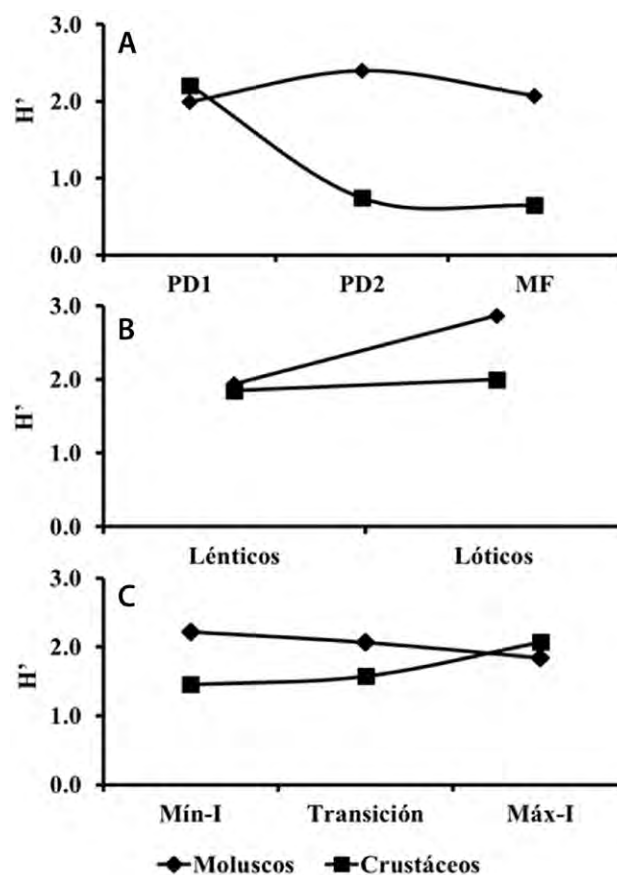 A
3.0
2.0
H'
1.0
0.0
PD1 PD2 MF
B
3.0
2.0
H'
1.0
0.0
Lénticos Lóticos
C
3.0
2.0
H'
1.0
0.0
Mín-I Transición Máx-I
Moluscos Crustáceos